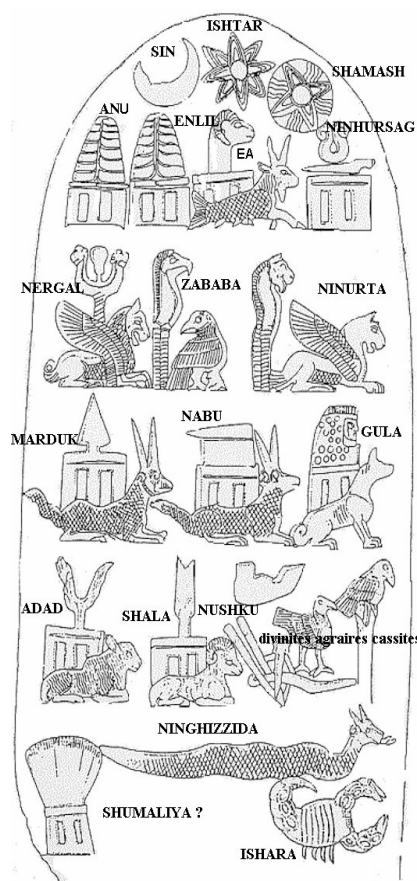 ISHTAR
SIN
SHAMASH
ANU
ENLIL
NINHURSAG
EA
NERGAL
ZABABA
NINURTA
MARDUK
NABU
GULA
ADAD
SHALA
NUSHKU
divinités agraires cassites
NINGHIZZIDA
SHUMALIYA ?
ISHARA